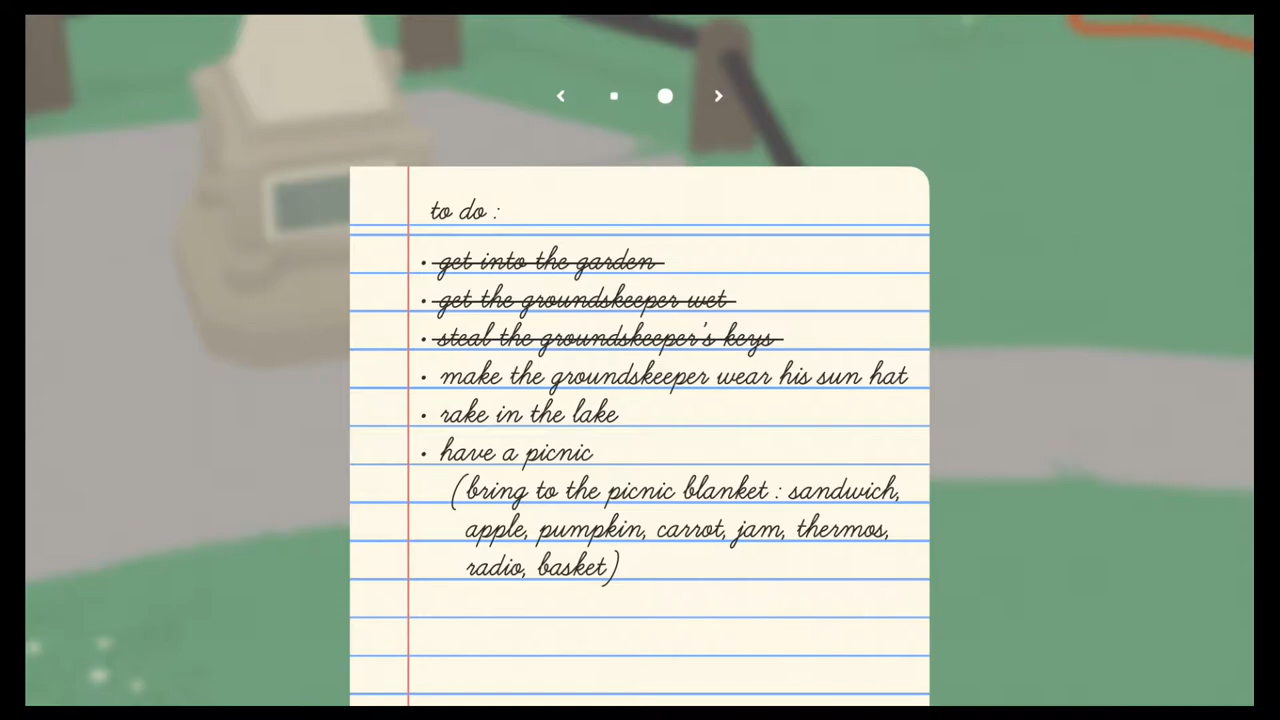 to do :
• get into the garden
• get the groundskeeper wet
• steal the groundskeeper's keys
• make the groundskeeper wear his sun hat
• rake in the lake
• have a picnic
(bring to the picnic blanket : sandwich,
apple, pumpkin, carrot, jam, thermos,
radio, basket)